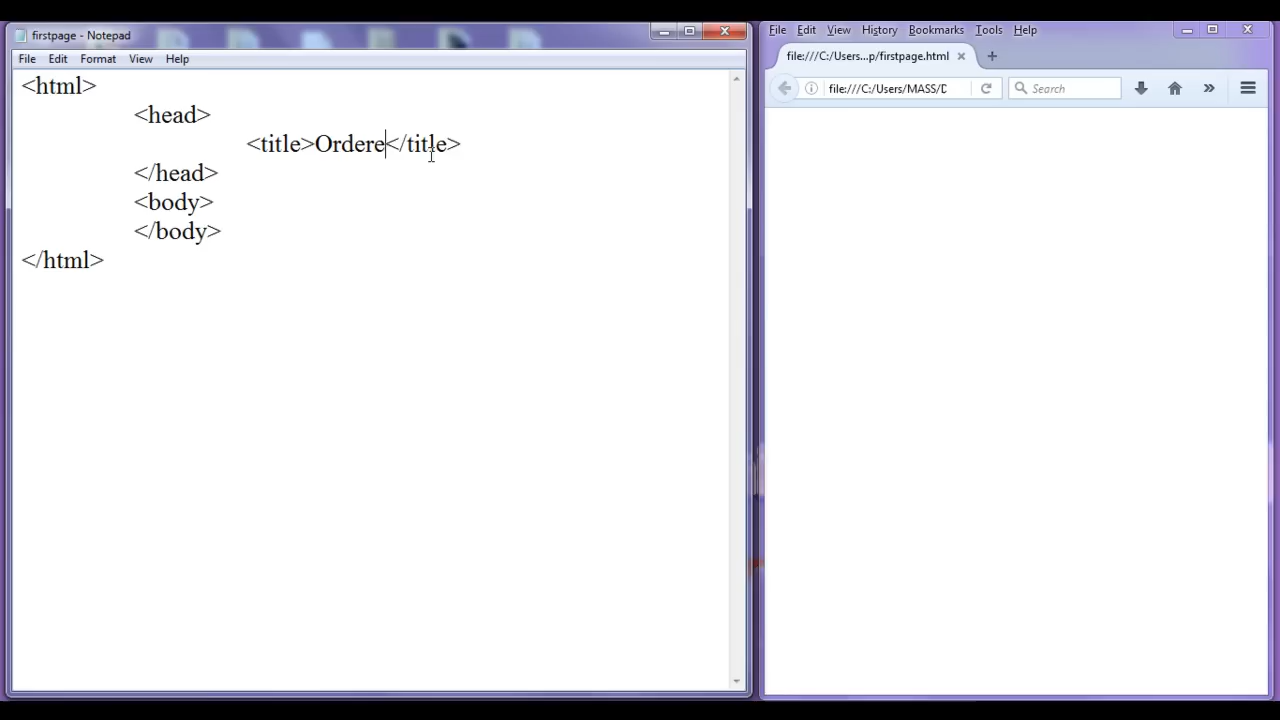 firstpage - Notepad
File Edit Format View Help
<html>
<head>
<title>Ordere</title>
</head>
<body>
</body>
</html>
File Edit View History Bookmarks Tools Help
file:///C:/Users...p/firstpage.html
file:///C:/Users/MASS/D
Search